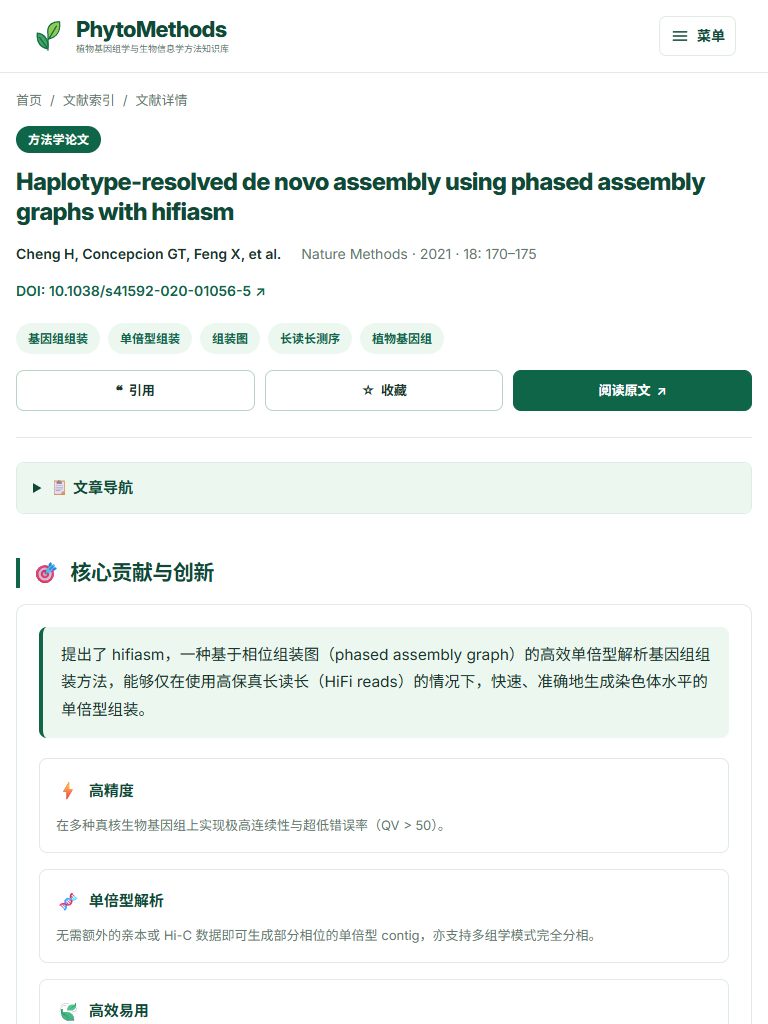 PhytoMethods
植物基因组学与生物信息学方法知识库
菜单
首页 / 文献索引 / 文献详情
方法学论文
Haplotype-resolved de novo assembly using phased assembly
graphs with hifiasm
Cheng H, Concepcion GT, Feng X, et al. Nature Methods · 2021 · 18: 170–175
DOI: 10.1038/s41592-020-01056-5 ↗
基因组组装 单倍型组装 组装图 长读长测序 植物基因组
❝ 引用 ☆ 收藏 阅读原文 ↗
▶ 📋 文章导航
🎯 核心贡献与创新
提出了 hifiasm，一种基于相位组装图（phased assembly graph）的高效单倍型解析基因组组
装方法，能够仅在使用高保真长读长（HiFi reads）的情况下，快速、准确地生成染色体水平的
单倍型组装。
⚡ 高精度
在多种真核生物基因组上实现极高连续性与超低错误率（QV > 50）。
🧬 单倍型解析
无需额外的亲本或 Hi-C 数据即可生成部分相位的单倍型 contig，亦支持多组学模式完全分相。
高效易用